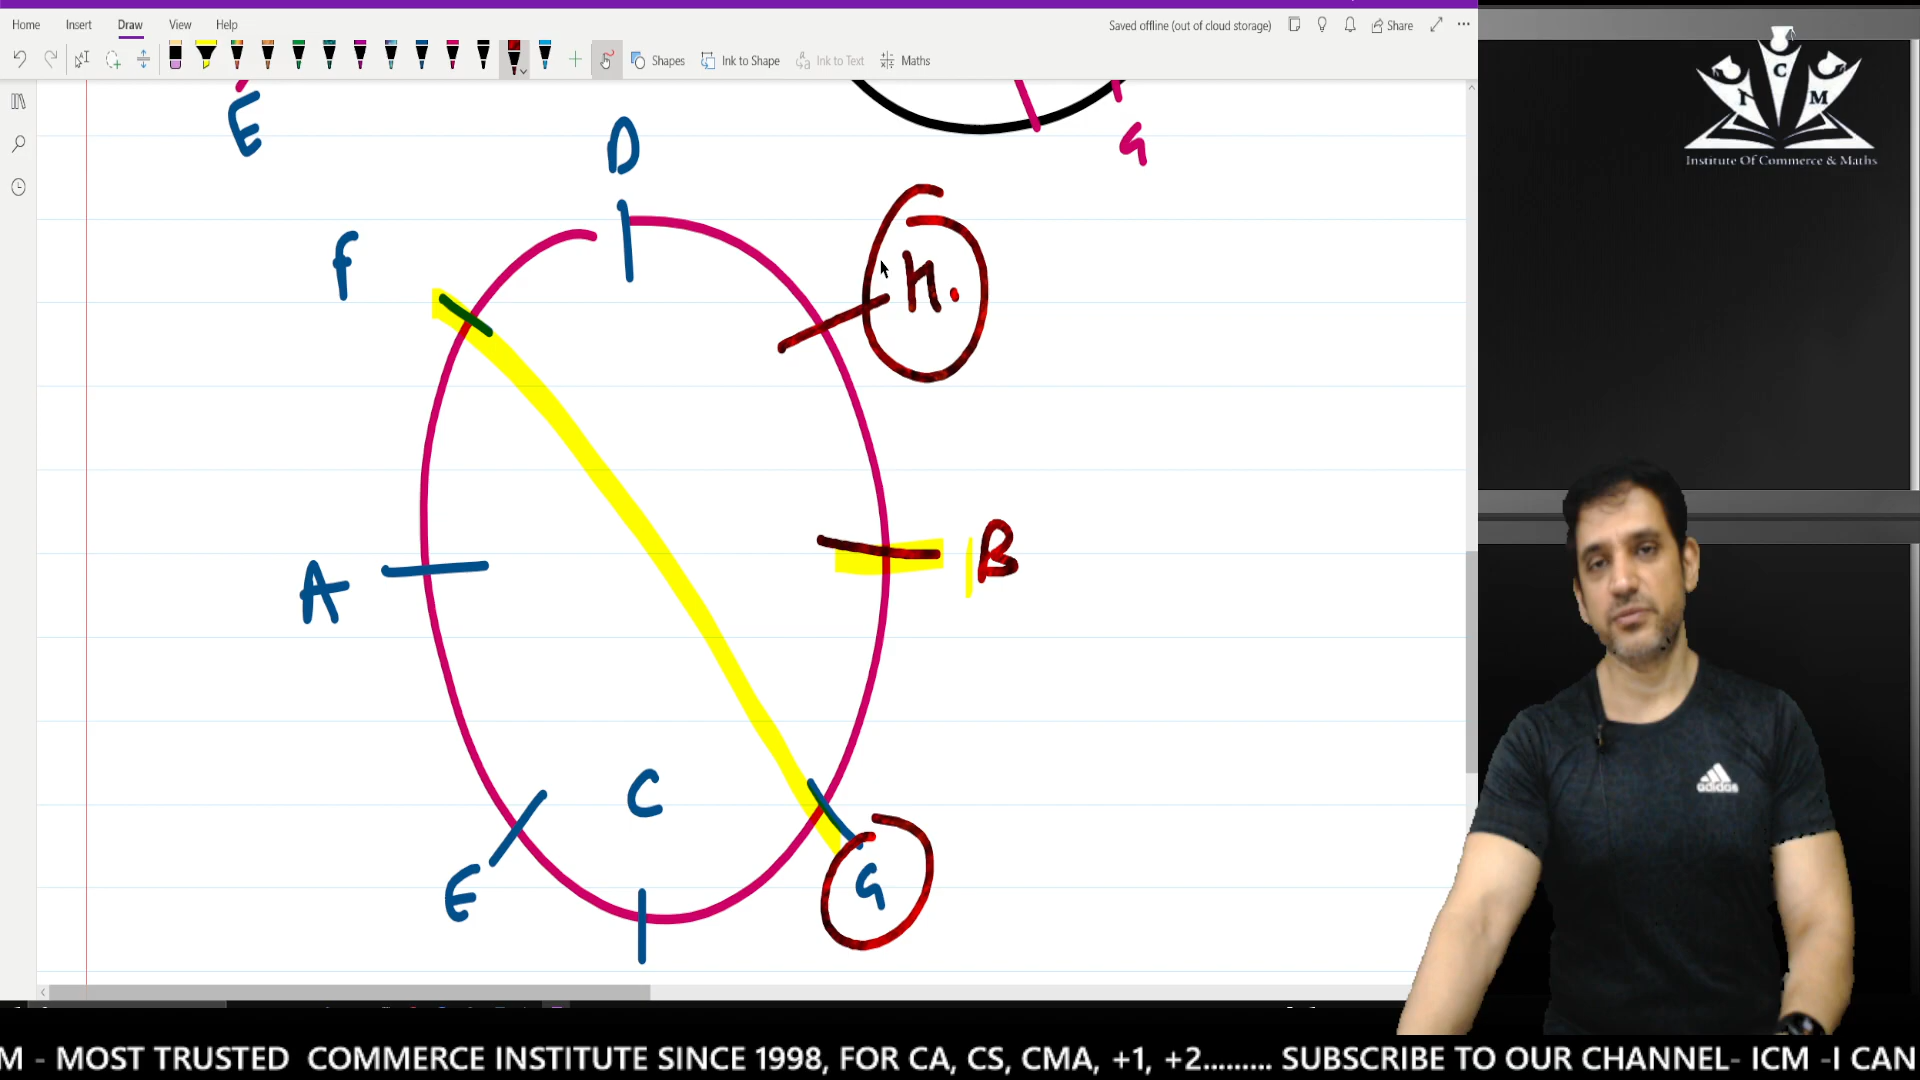 Home Insert Draw View Help
Saved offline (out of cloud storage) Share
Shapes Ink to Shape Ink to Text Maths
E
G
D
F
H.
A
B
C
E
G
I C M
Institute Of Commerce & Maths
adidas
M - MOST TRUSTED COMMERCE INSTITUTE SINCE 1998, FOR CA, CS, CMA, +1, +2......... SUBSCRIBE TO OUR CHANNEL- ICM -I CAN